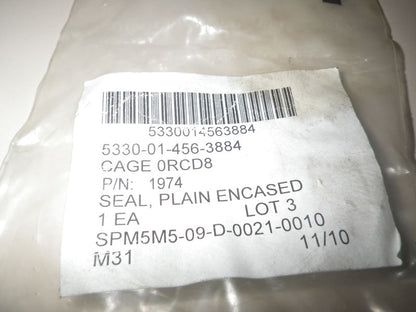 5330014563884
5330-01-456-3884
CAGE 0RCD8
P/N: 1974
SEAL, PLAIN ENCASED
1 EA LOT 3
SPM5M5-09-D-0021-0010
M31 11/10